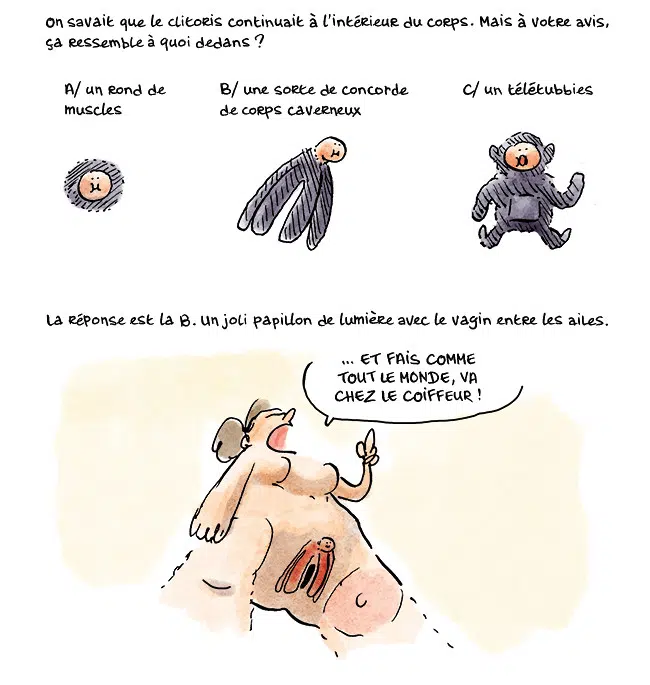 On savait que le clitoris continuait à l'intérieur du corps. Mais à votre avis,
ça ressemble à quoi dedans ?
A/ un rond de
muscles
B/ une sorte de concorde
de corps caverneux
C/ un télétubbies
La réponse est la B. Un joli papillon de lumière avec le vagin entre les ailes.
... ET FAIS COMME
TOUT LE MONDE, VA
CHEZ LE COIFFEUR !